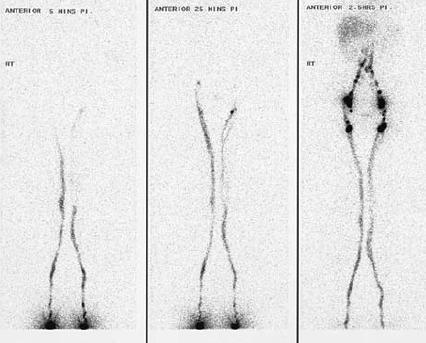 ANTERIOR 5 MINS PI.
RT
ANTERIOR 25 MINS PI
ANTERIOR 2.5HRS PI.
RT